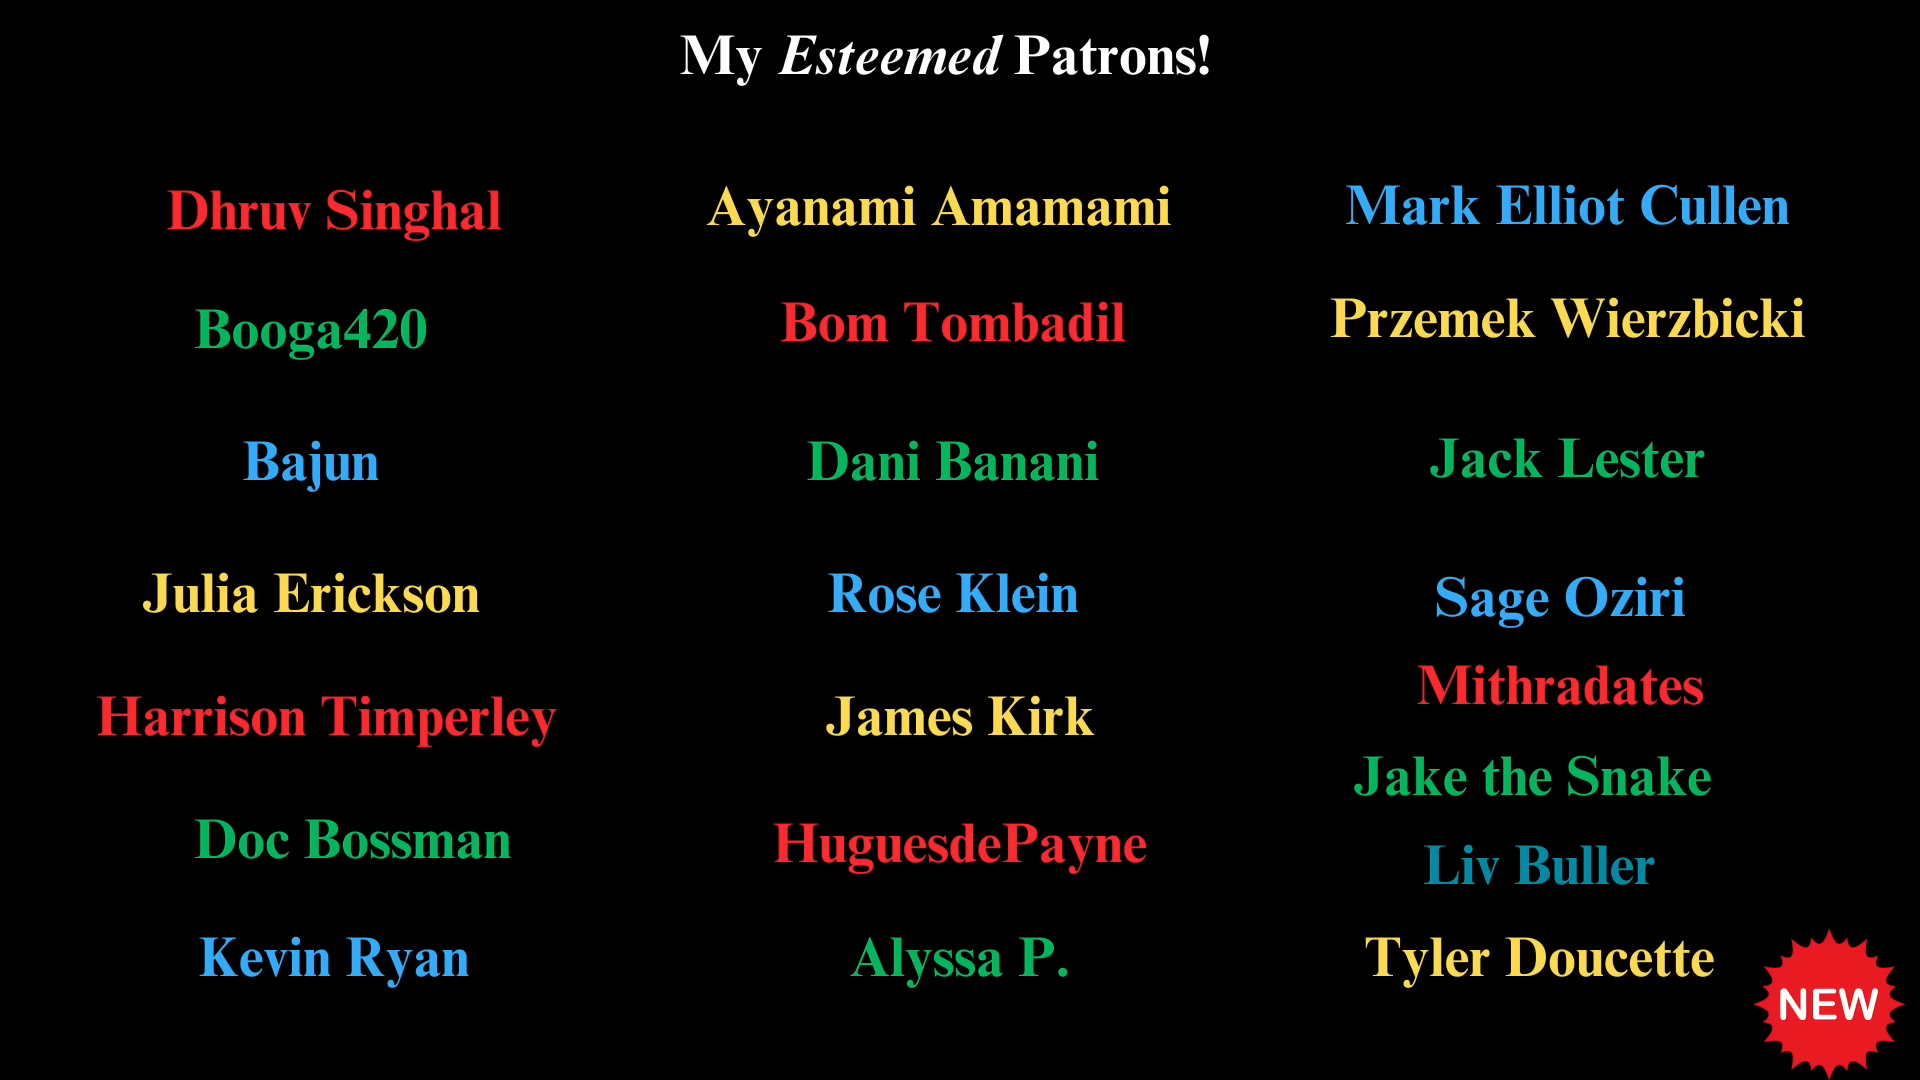 My Esteemed Patrons!
Dhruv Singhal
Booga420
Bajun
Julia Erickson
Harrison Timperley
Doc Bossman
Kevin Ryan
Ayanami Amamami
Bom Tombadil
Dani Banani
Rose Klein
James Kirk
HuguesdePayne
Alyssa P.
Mark Elliot Cullen
Przemek Wierzbicki
Jack Lester
Sage Oziri
Mithradates
Jake the Snake
Liv Buller
Tyler Doucette
NEW